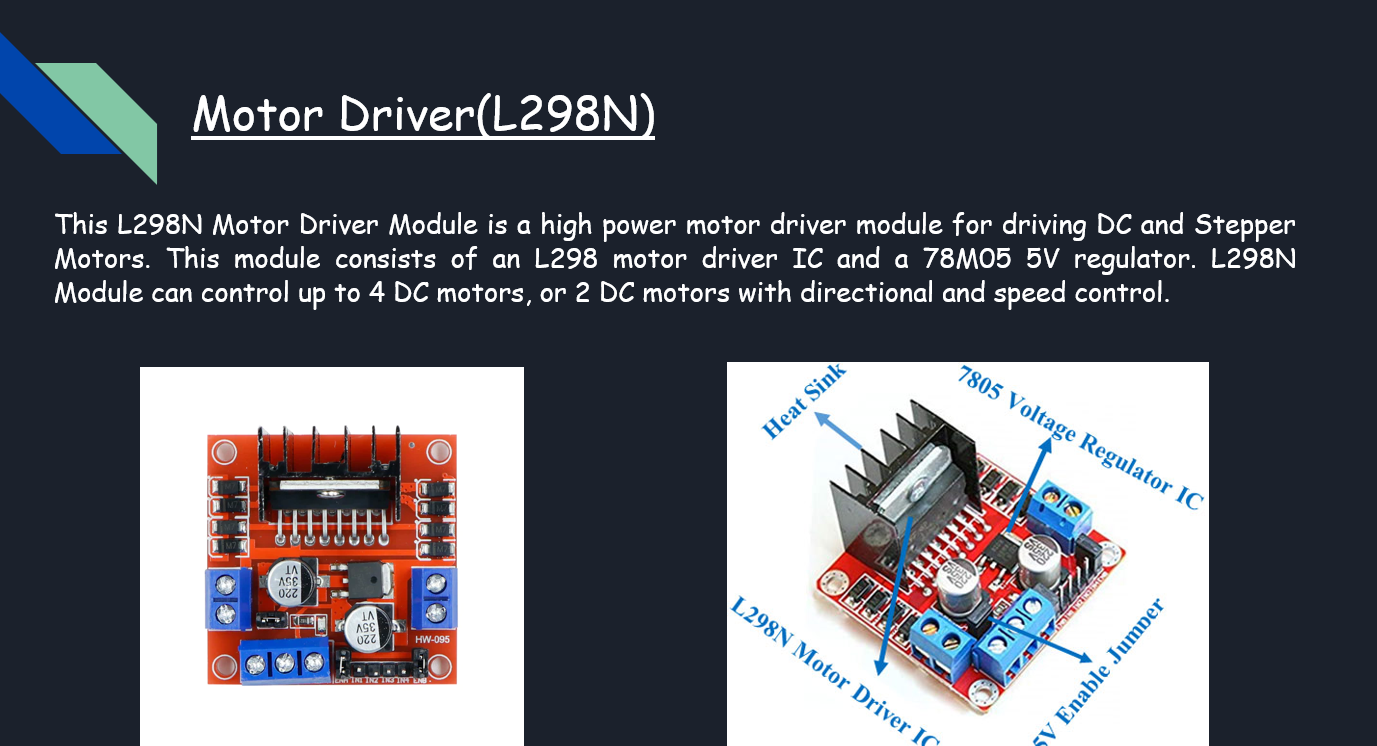 Motor Driver(L298N)
This L298N Motor Driver Module is a high power motor driver module for driving DC and Stepper
Motors. This module consists of an L298 motor driver IC and a 78M05 5V regulator. L298N
Module can control up to 4 DC motors, or 2 DC motors with directional and speed control.
220
35V
VT
220
35V
VT
HW-095
ENA IN1 IN2 IN3 IN4 ENB
Heat Sink
7805 Voltage Regulator IC
L298N Motor Driver IC
5V Enable Jumper